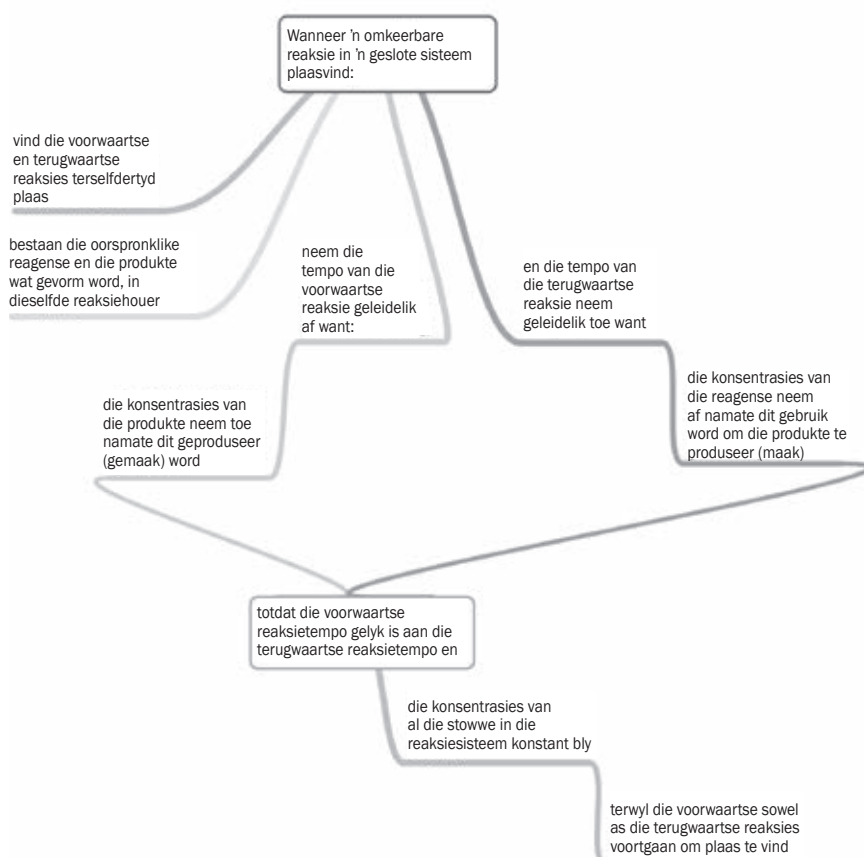 Wanneer 'n omkeerbare
reaksie in 'n geslote sisteem
plaasvind:
vind die voorwaartse
en terugwaartse
reaksies terselfdertyd
plaas
bestaan die oorspronklike
reagense en die produkte
wat gevorm word, in
dieselfde reaksiehouer
neem die
tempo van die
voorwaartse
reaksie geleidelik
af want:
en die tempo van
die terugwaartse
reaksie neem
geleidelik toe want
die konsentrasies van
die produkte neem toe
namate dit geproduseer
(gemaak) word
die konsentrasies van
die reagense neem
af namate dit gebruik
word om die produkte te
produseer (maak)
totdat die voorwaartse
reaksietempo gelyk is aan die
terugwaartse reaksietempo en
die konsentrasies van
al die stowwe in die
reaksiesisteem konstant bly
terwyl die voorwaartse sowel
as die terugwaartse reaksies
voortgaan om plaas te vind